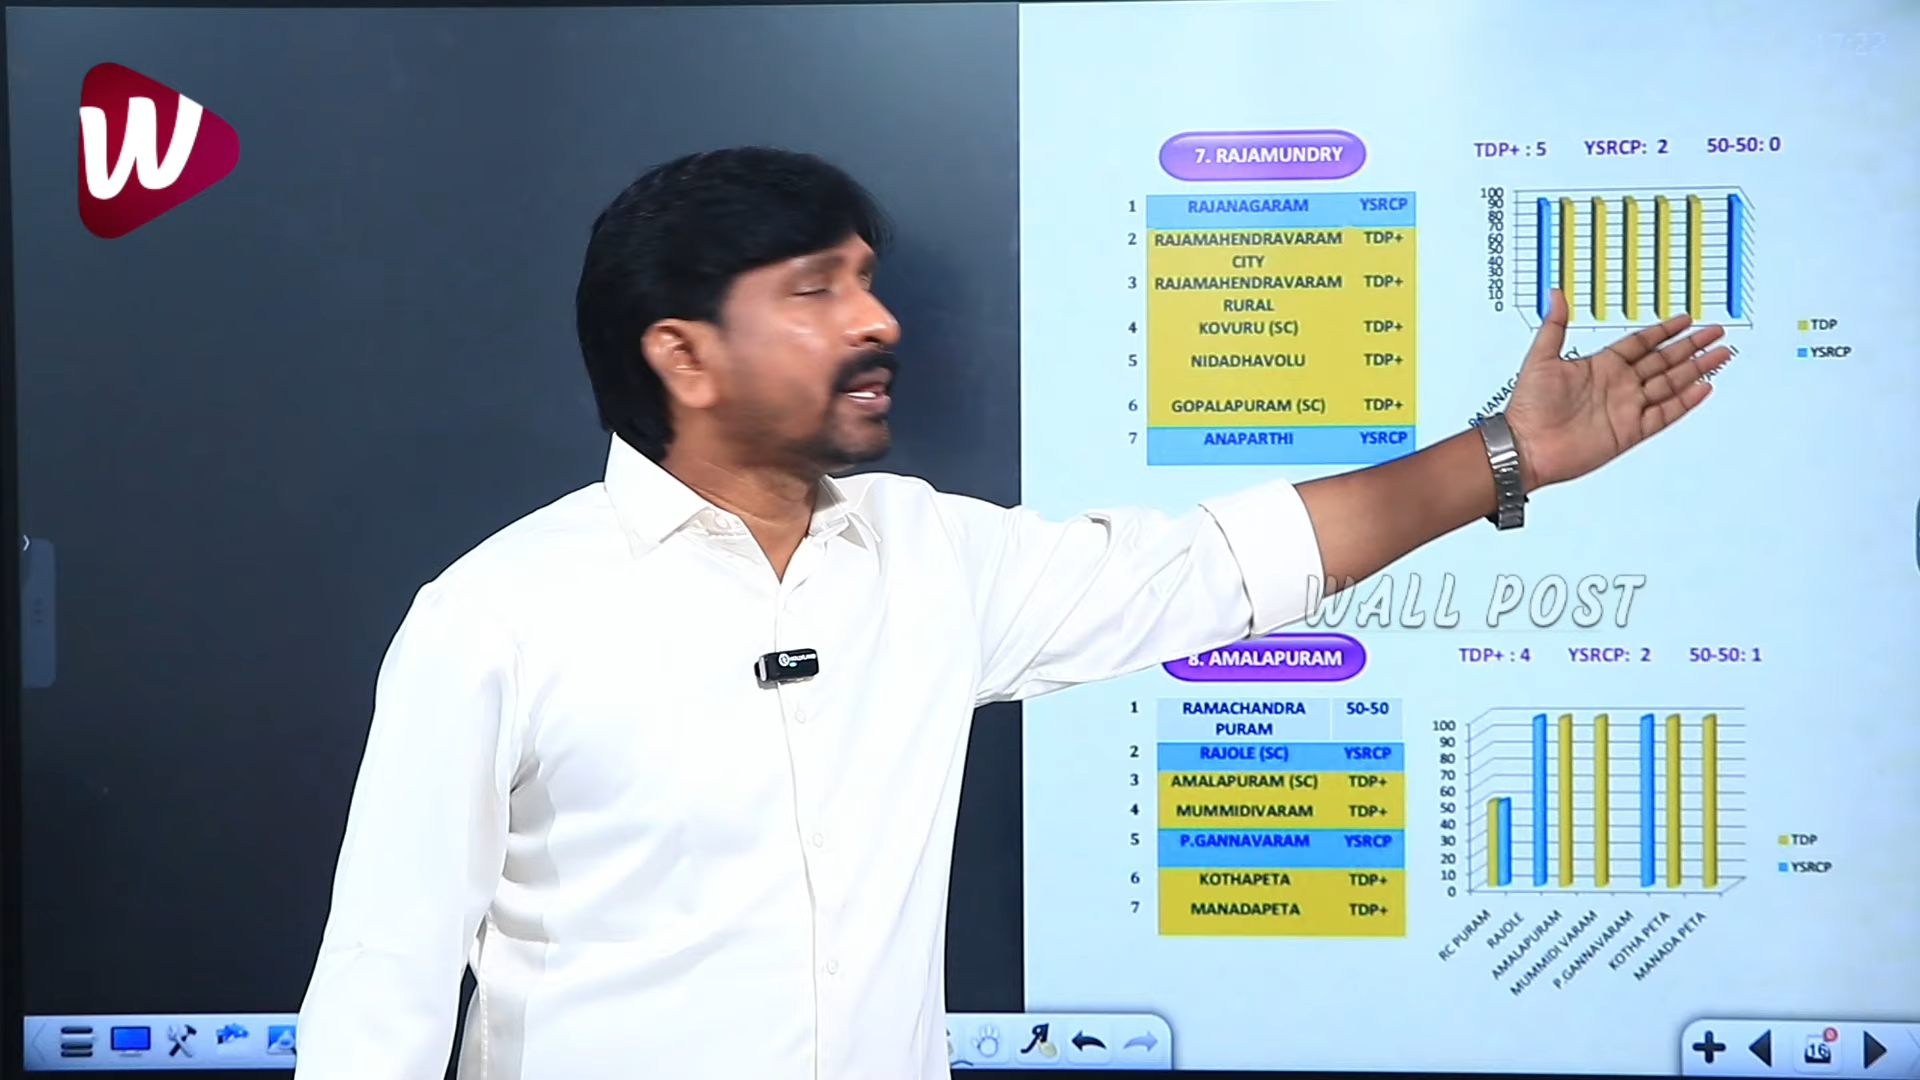 W
7. RAJAMUNDRY
TDP+ : 5 YSRCP: 2 50-50: 0
1 RAJANAGARAM YSRCP
2 RAJAMAHENDRAVARAM CITY TDP+
3 RAJAMAHENDRAVARAM RURAL TDP+
4 KOVURU (SC) TDP+
5 NIDADHAVOLU TDP+
6 GOPALAPURAM (SC) TDP+
7 ANAPARTHI YSRCP
100
90
80
70
60
50
40
30
20
10
0
TDP
YSRCP
WALL POST
8. AMALAPURAM
TDP+ : 4 YSRCP: 2 50-50: 1
1 RAMACHANDRA PURAM 50-50
2 RAJOLE (SC) YSRCP
3 AMALAPURAM (SC) TDP+
4 MUMMIDIVARAM TDP+
5 P.GANNAVARAM YSRCP
6 KOTHAPETA TDP+
7 MANADAPETA TDP+
100
90
80
70
60
50
40
30
20
10
0
RC PURAM
RAJOLE
AMALAPURAM
MUMMIDI VARAM
P.GANNAVARAM
KOTHA PETA
MANADA PETA
TDP
YSRCP
16